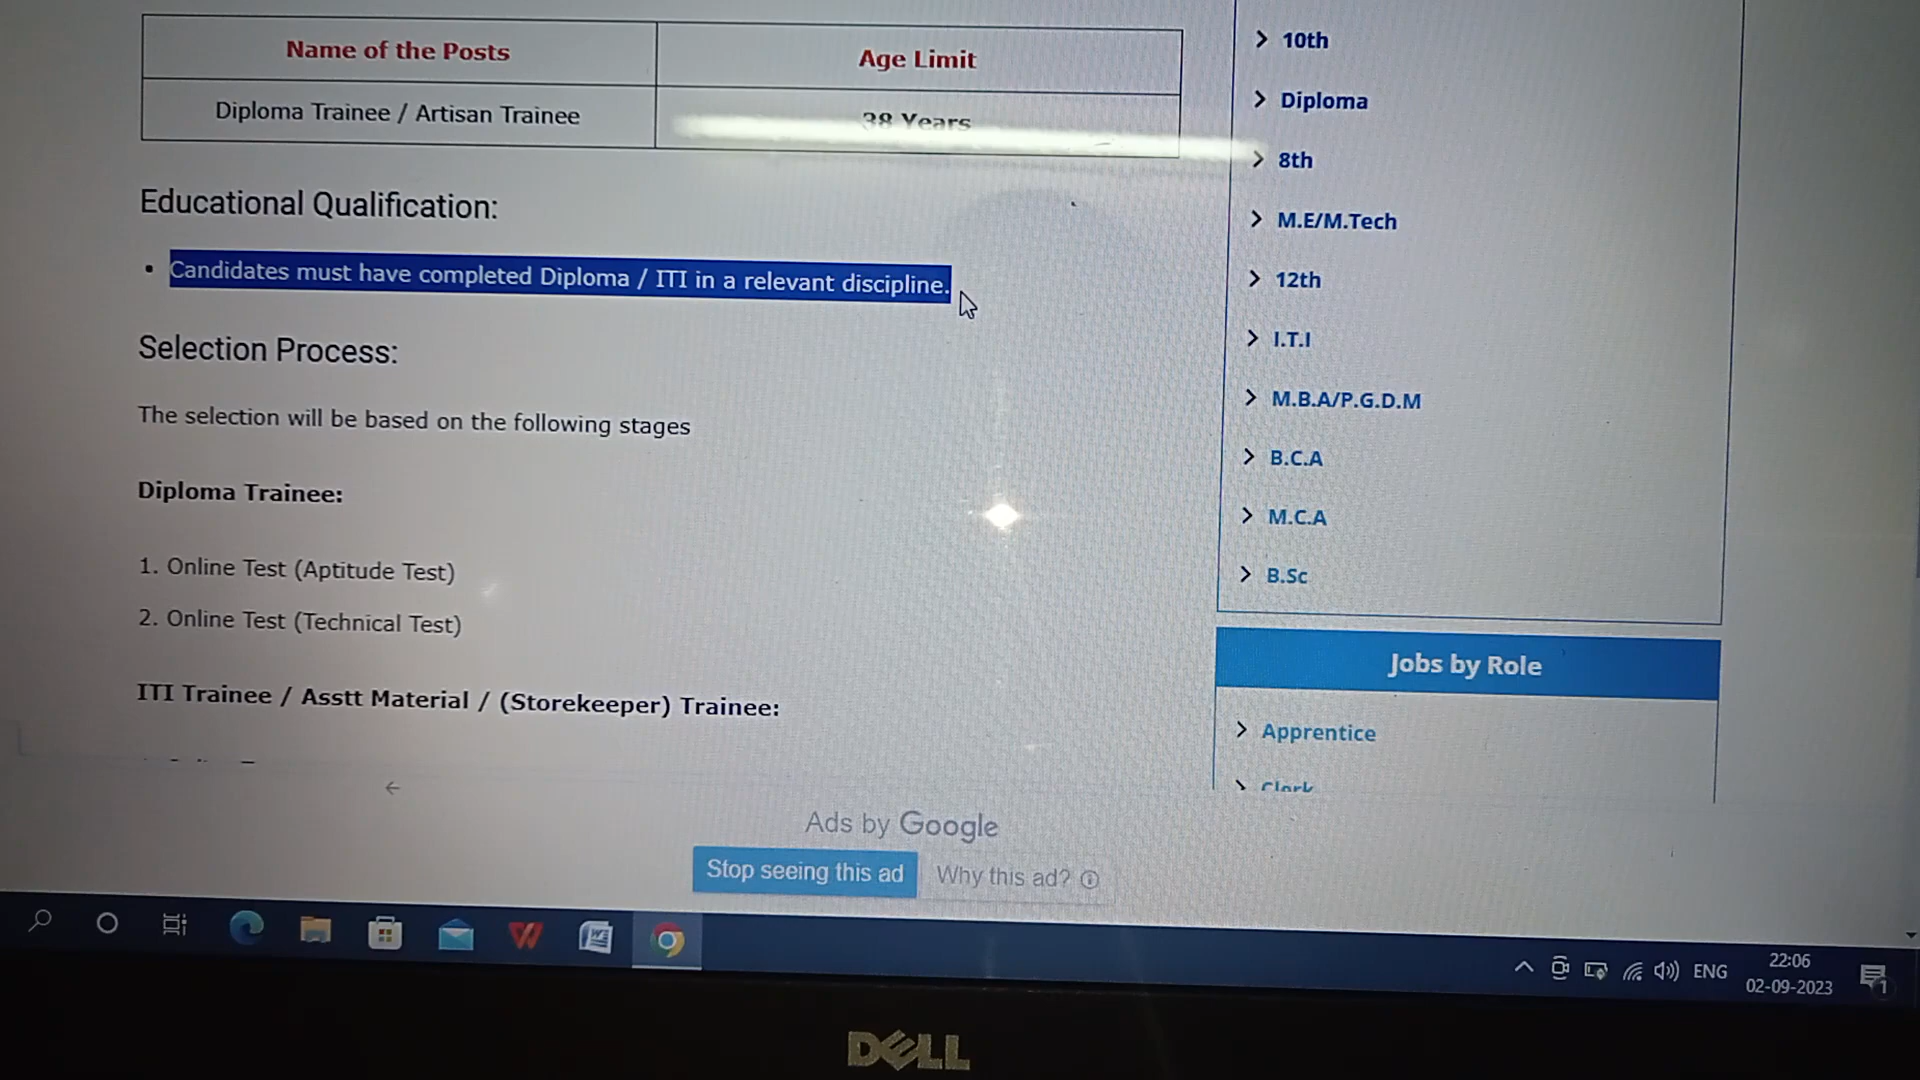 Name of the Posts Age Limit
Diploma Trainee / Artisan Trainee 38 Years
Educational Qualification:
• Candidates must have completed Diploma / ITI in a relevant discipline.
Selection Process:
The selection will be based on the following stages
Diploma Trainee:
1. Online Test (Aptitude Test)
2. Online Test (Technical Test)
ITI Trainee / Asstt Material / (Storekeeper) Trainee:
10th
Diploma
8th
M.E/M.Tech
12th
I.T.I
M.B.A/P.G.D.M
B.C.A
M.C.A
B.Sc
Jobs by Role
Apprentice
Clerk
Ads by Google
Stop seeing this ad Why this ad?
ENG
22:06
02-09-2023
1
DELL